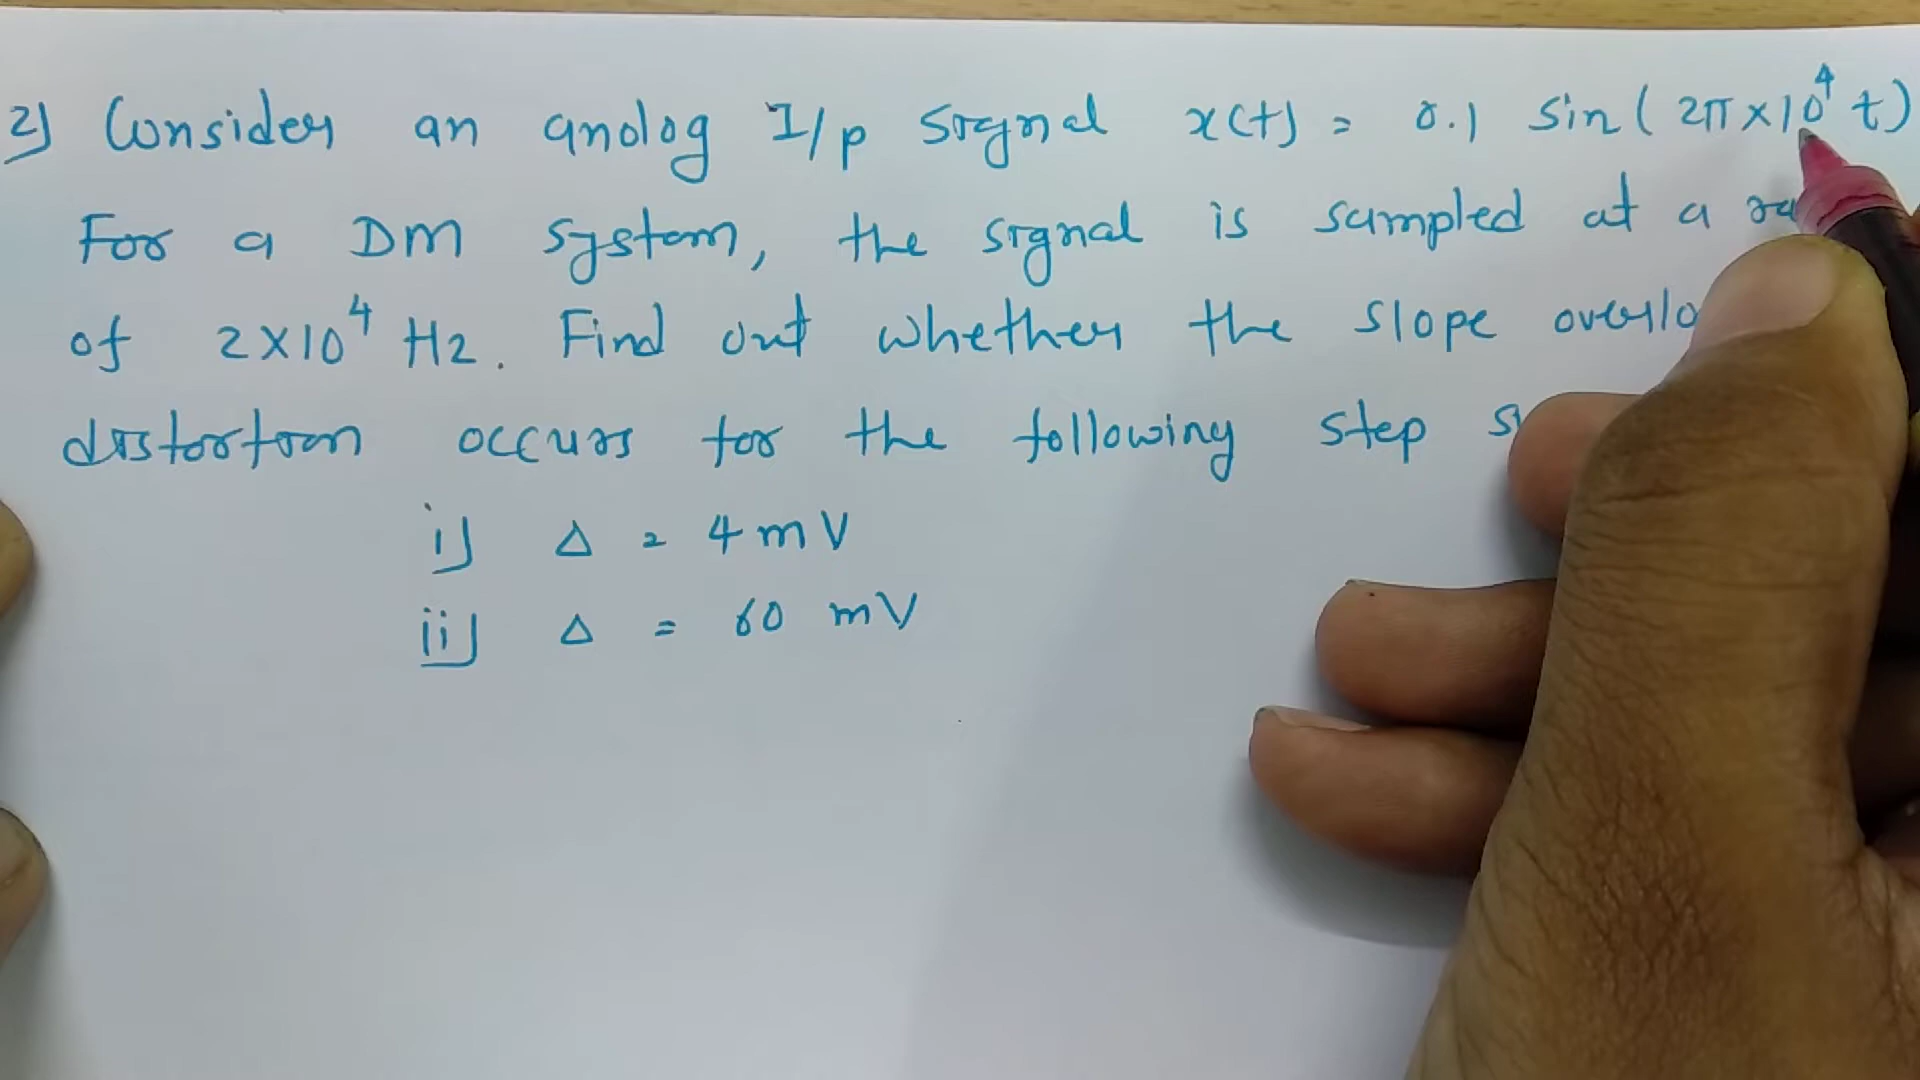 2) Consider an analog I/p signal x(t) = 0.1 sin(2π×10⁴ t)
For a DM system, the signal is sampled at a
of 2×10⁴ Hz. Find out whether the slope
distortion occurs for the following step
i) Δ = 4 mV
ii) Δ = 60 mV